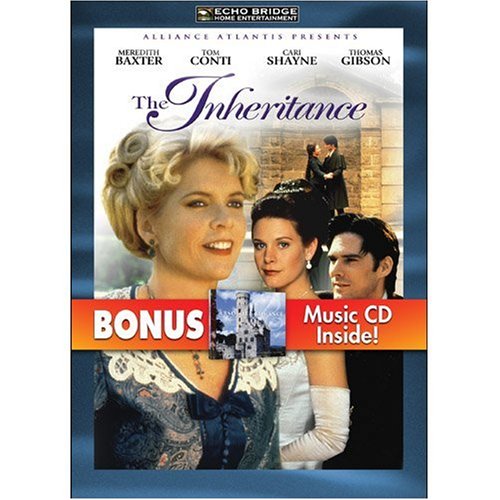 ECHO BRIDGE
HOME ENTERTAINMENT
ALLIANCE ATLANTIS PRESENTS
MEREDITH BAXTER
TOM CONTI
CARI SHAYNE
THOMAS GIBSON
The Inheritance
BONUS
Music CD
Inside!